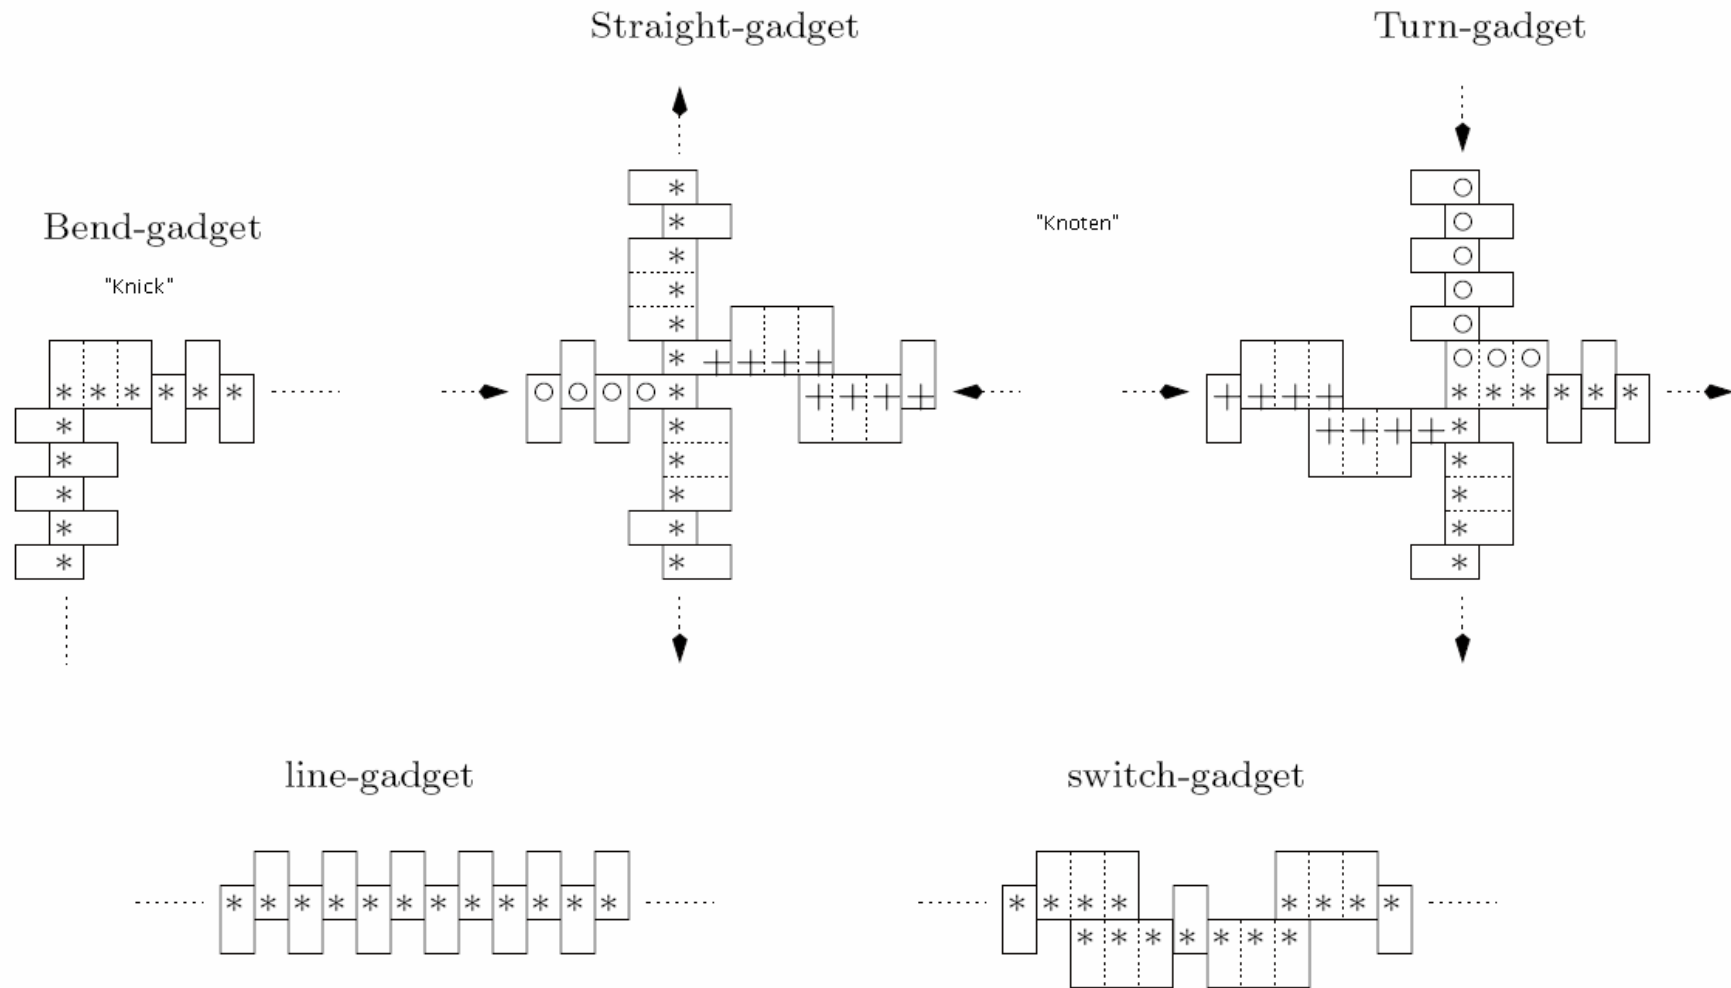 Straight-gadget
Turn-gadget
Bend-gadget
"Knick"
"Knoten"
line-gadget
switch-gadget